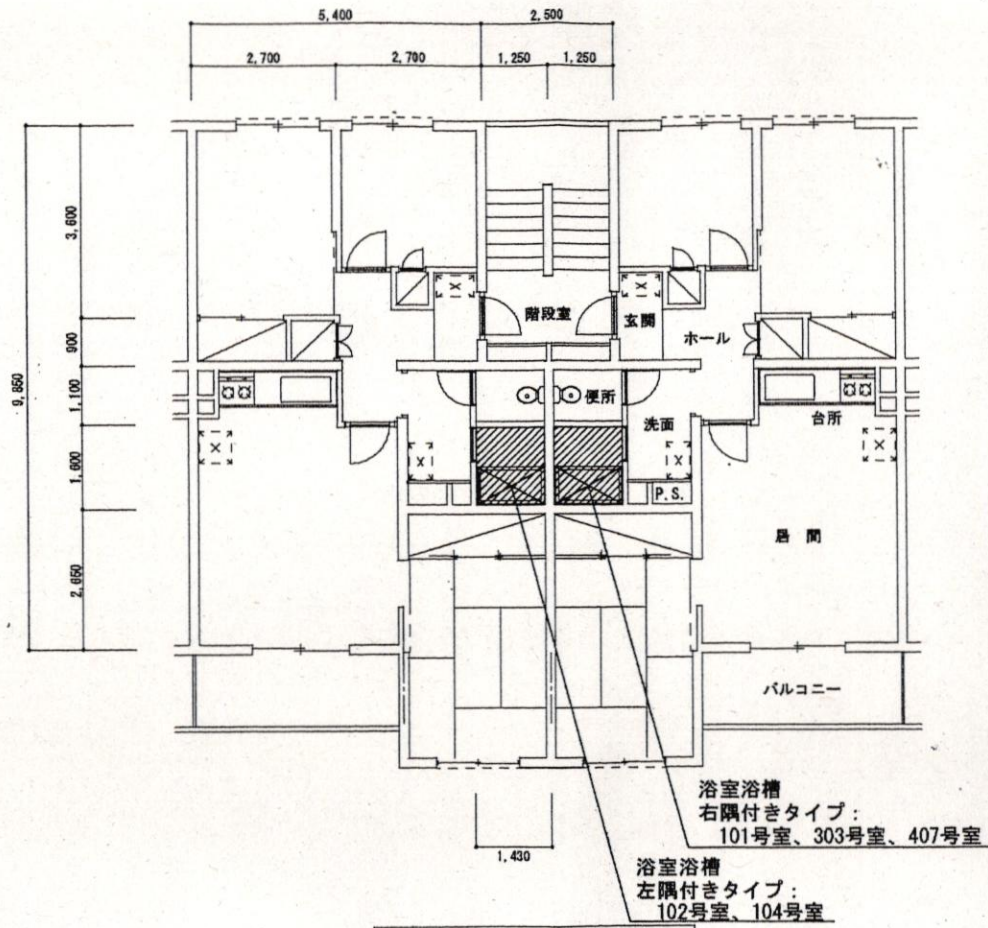 5,400
2,500
2,700
2,700
1,250
1,250
9,850
3,600
900
1,100
1,600
2,650
階段室
玄関
ホール
便所
洗面
台所
P.S.
居 間
バルコニー
1,430
浴室浴槽
右隅付きタイプ：
101号室、303号室、407号室
浴室浴槽
左隅付きタイプ：
102号室、104号室